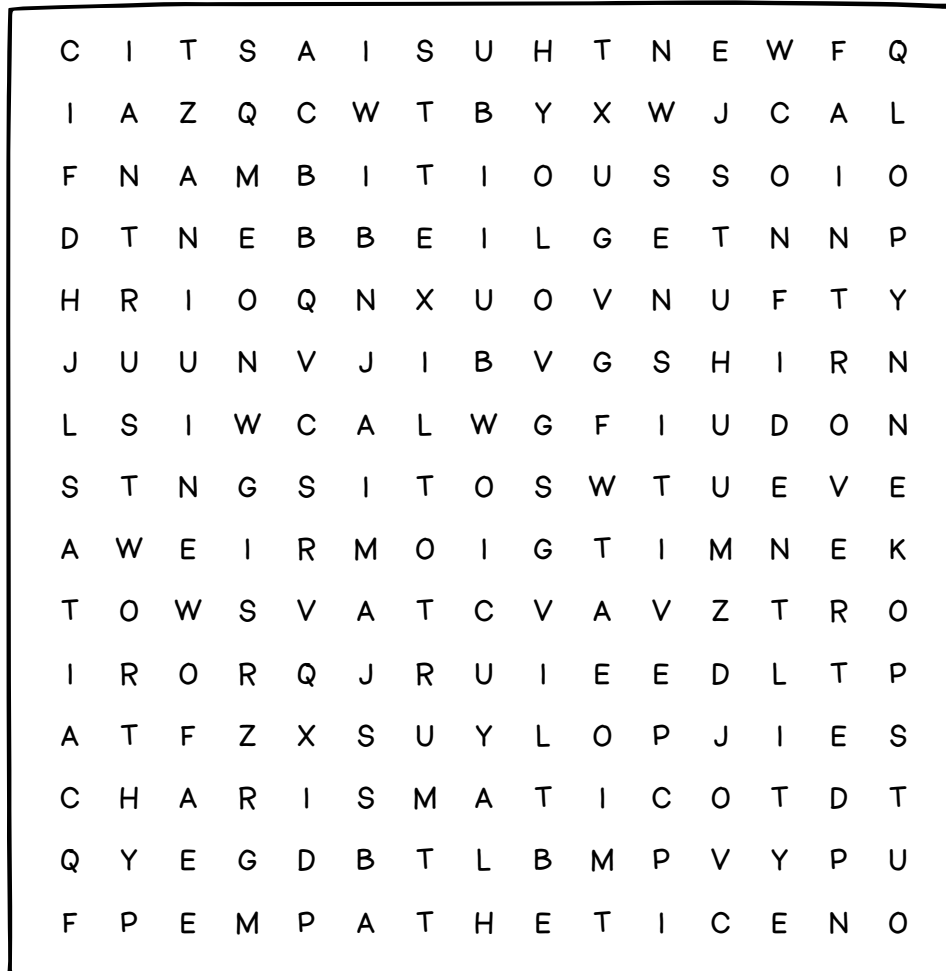 C I T S A I S U H T N E W F Q
I A Z Q C W T B Y X W J C A L
F N A M B I T I O U S S O I O
D T N E B B E I L G E T N N P
H R I O Q N X U O V N U F T Y
J U U N V J I B V G S H I R N
L S I W C A L W G F I U D O N
S T N G S I T O S W T U E V E
A W E I R M O I G T I M N E K
T O W S V A T C V A V Z T R O
I R O R Q J R U I E E D L T P
A T F Z X S U Y L O P J I E S
C H A R I S M A T I C O T D T
Q Y E G D B T L B M P V Y P U
F P E M P A T H E T I C E N O